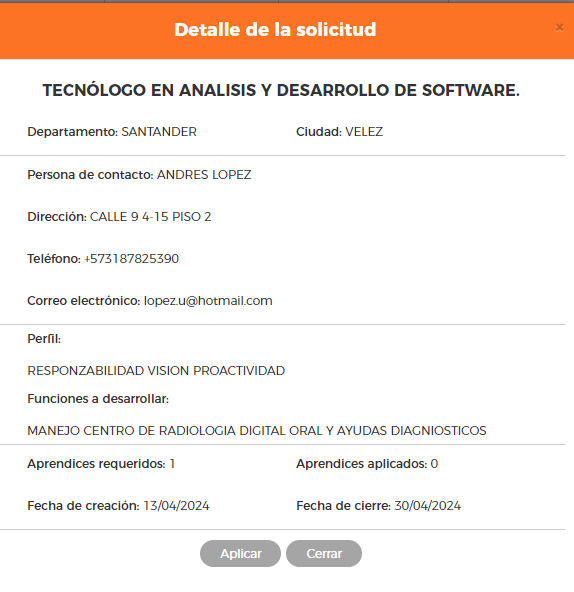 Detalle de la solicitud
×
TECNÓLOGO EN ANALISIS Y DESARROLLO DE SOFTWARE.
Departamento: SANTANDER Ciudad: VELEZ
Persona de contacto: ANDRES LOPEZ
Dirección: CALLE 9 4-15 PISO 2
Teléfono: +573187825390
Correo electrónico: lopez.u@hotmail.com
Perfil:
RESPONZABILIDAD VISION PROACTIVIDAD
Funciones a desarrollar:
MANEJO CENTRO DE RADIOLOGIA DIGITAL ORAL Y AYUDAS DIAGNIOSTICOS
Aprendices requeridos: 1 Aprendices aplicados: 0
Fecha de creación: 13/04/2024 Fecha de cierre: 30/04/2024
Aplicar Cerrar